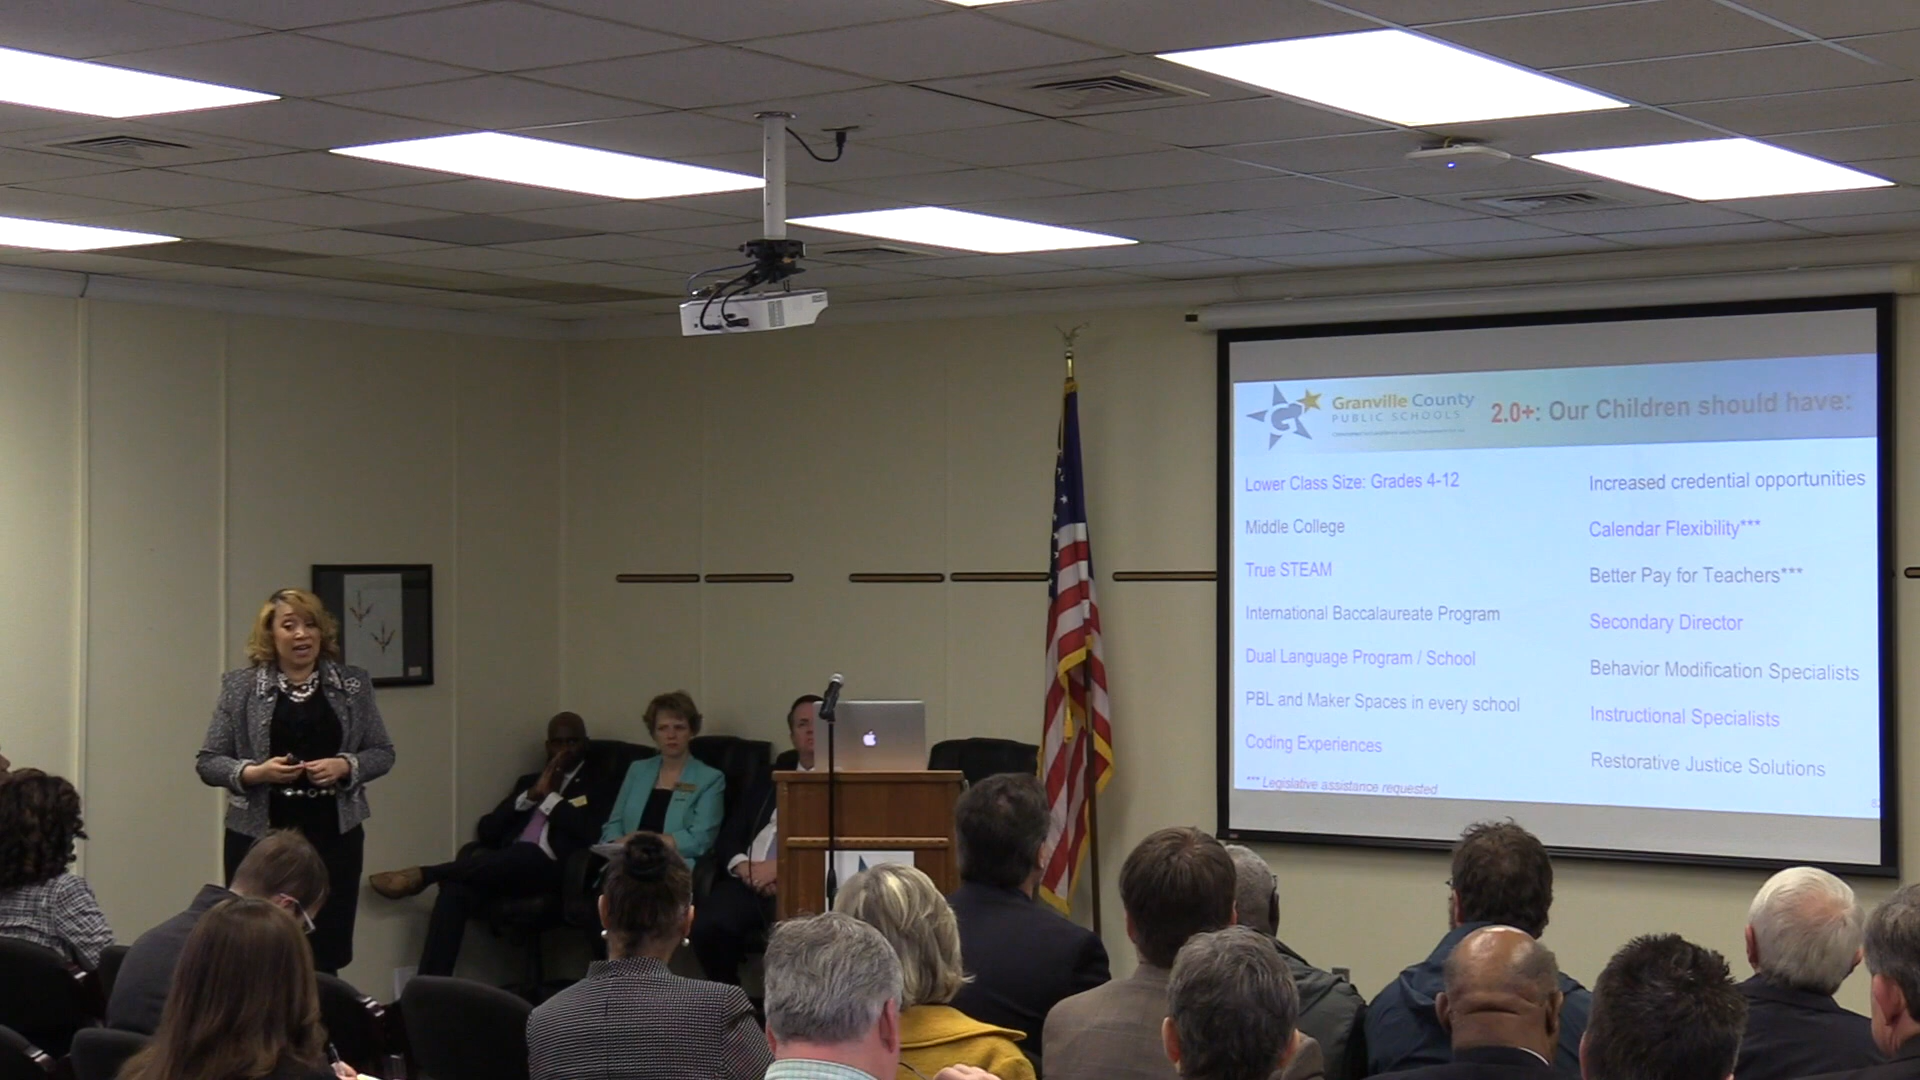 Granville County
PUBLIC SCHOOLS
2.0+: Our Children should have:
Lower Class Size: Grades 4-12
Middle College
True STEAM
International Baccalaureate Program
Dual Language Program / School
PBL and Maker Spaces in every school
Coding Experiences
*** Legislative assistance requested
Increased credential opportunities
Calendar Flexibility***
Better Pay for Teachers***
Secondary Director
Behavior Modification Specialists
Instructional Specialists
Restorative Justice Solutions